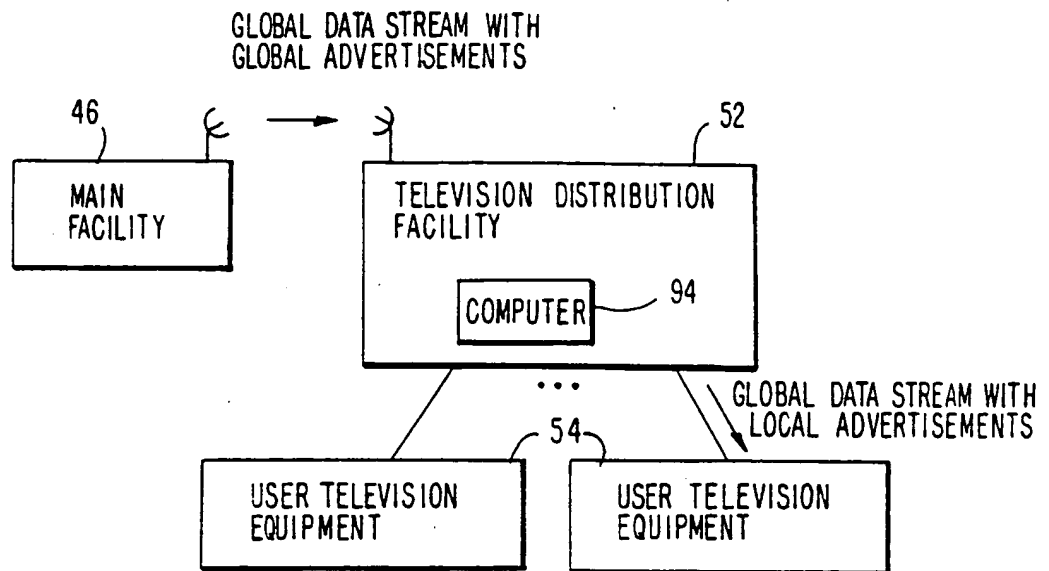 GLOBAL DATA STREAM WITH
GLOBAL ADVERTISEMENTS
46
52
MAIN
FACILITY
TELEVISION DISTRIBUTION
FACILITY
COMPUTER
94
GLOBAL DATA STREAM WITH
LOCAL ADVERTISEMENTS
54
USER TELEVISION
EQUIPMENT
USER TELEVISION
EQUIPMENT